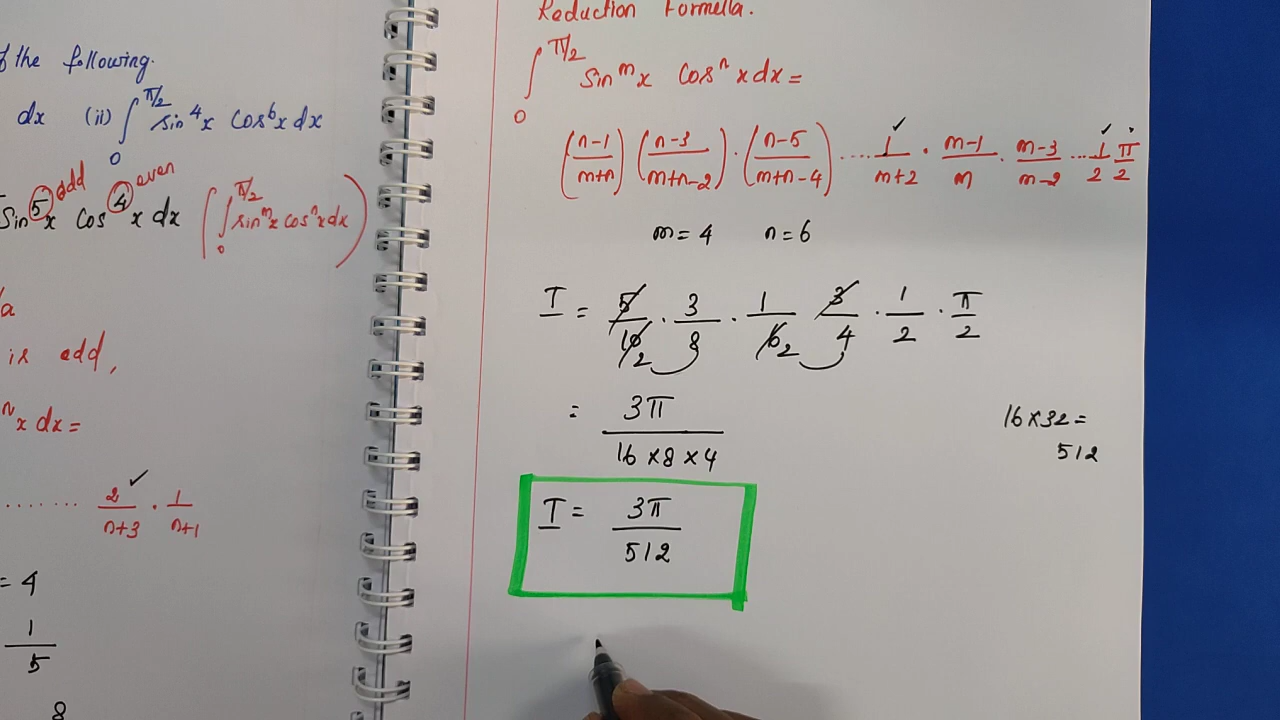 f the following.
dx (ii) ∫₀^π/2 sin⁴x cos⁶x dx
odd even
Sin⁵x cos⁴x dx (∫₀^π/2 sinᵐx cosⁿx dx)
la
is odd,
ⁿx dx =
........ 2/n+3 ✓ · 1/n+1
= 4
1/5
8
Reduction Formula.
∫₀^π/2 Sinᵐx Cosⁿx dx =
(n-1/m+n) (n-3/m+n-2) · (n-5/m+n-4) .... 1/m+2 ✓ · m-1/m · m-3/m-2 .... 1/2 ✓ π/2
m = 4 n = 6
I = 5/10 2 · 3/8 · 1/6 2 3/4 · 1/2 · π/2
= 3π/16 × 8 × 4
16×32 =
512
I = 3π/512